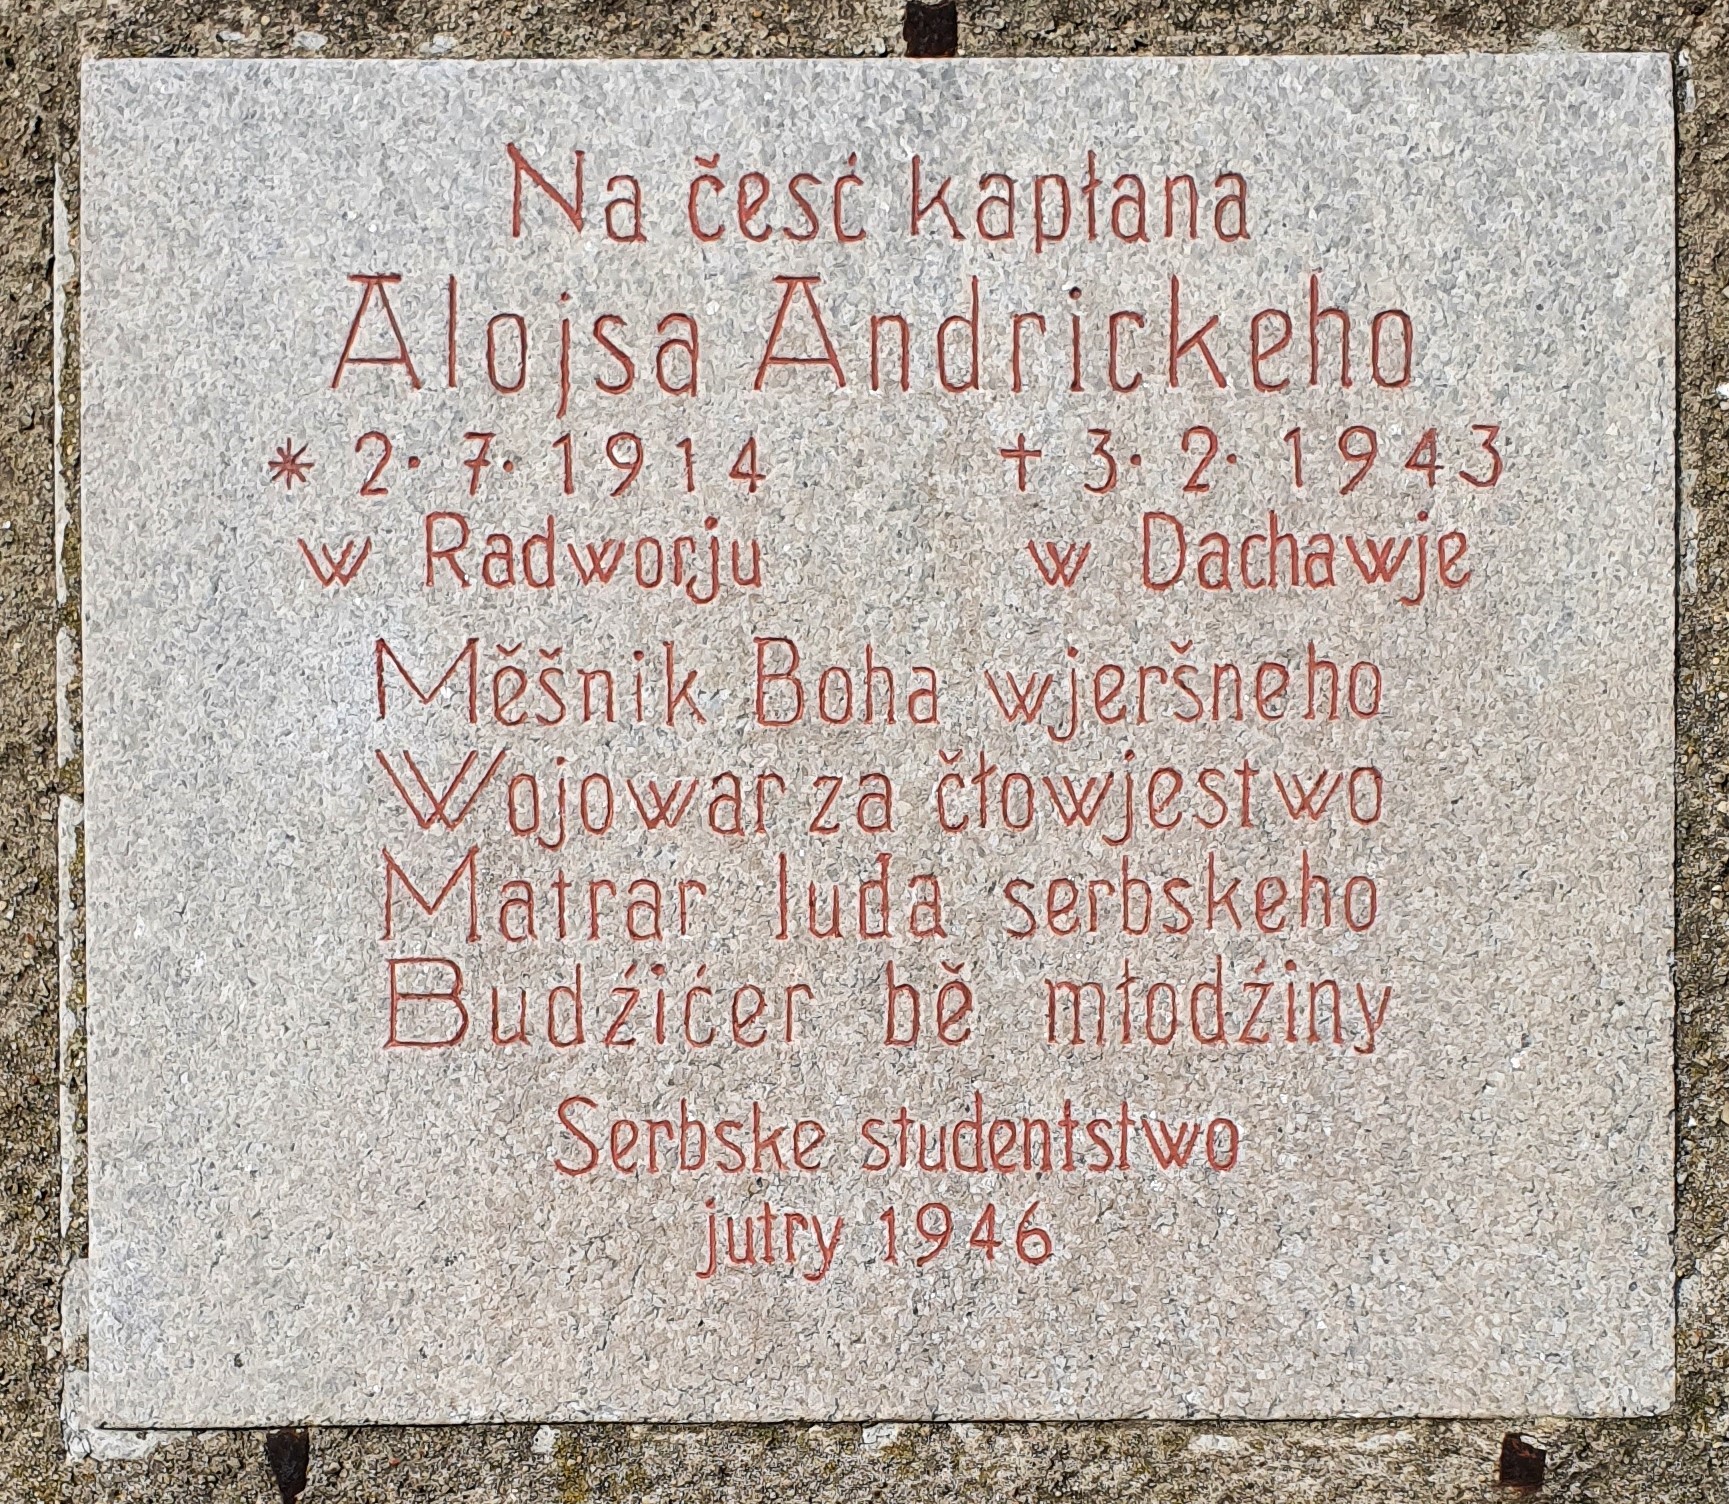 Na česć kapłana
Alojsa Andrickeho
* 2. 7. 1914 † 3. 2. 1943
w Radworju w Dachawje
Měšnik Boha wjeršneho
Wojowar za čłowjestwo
Matrar luda serbskeho
Budźićer bě młodźiny
Serbske studentstwo
jutry 1946